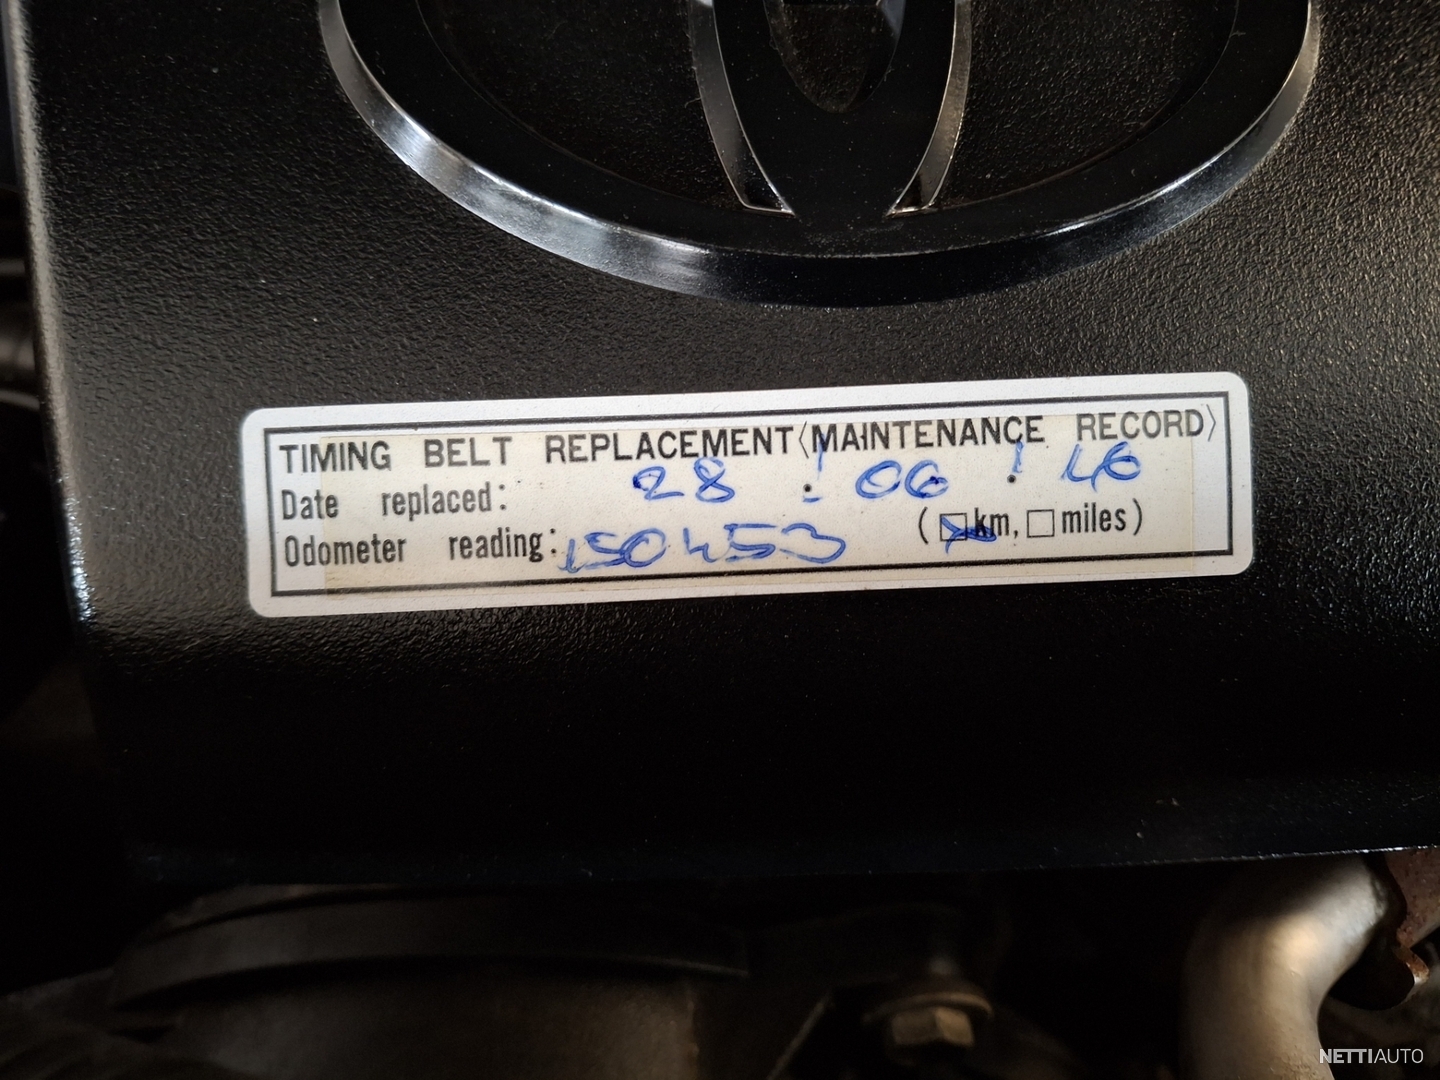 TIMING BELT REPLACEMENT〈MAINTENANCE RECORD〉
Date replaced: 28 : 06 : 16
Odometer reading: 150453 (☒km, ☐miles)
NETTIAUTO